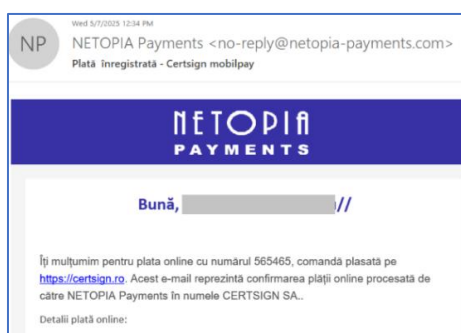 Wed 5/7/2025 12:34 PM
NP
NETOPIA Payments <no-reply@netopia-payments.com>
Plată înregistrată - Certsign mobilpay
NETOPIA
PAYMENTS
Bună, //
Îți mulțumim pentru plata online cu numărul 565465, comandă plasată pe
https://certsign.ro. Acest e-mail reprezintă confirmarea plății online procesată de
către NETOPIA Payments în numele CERTSIGN SA..
Detalii plată online: